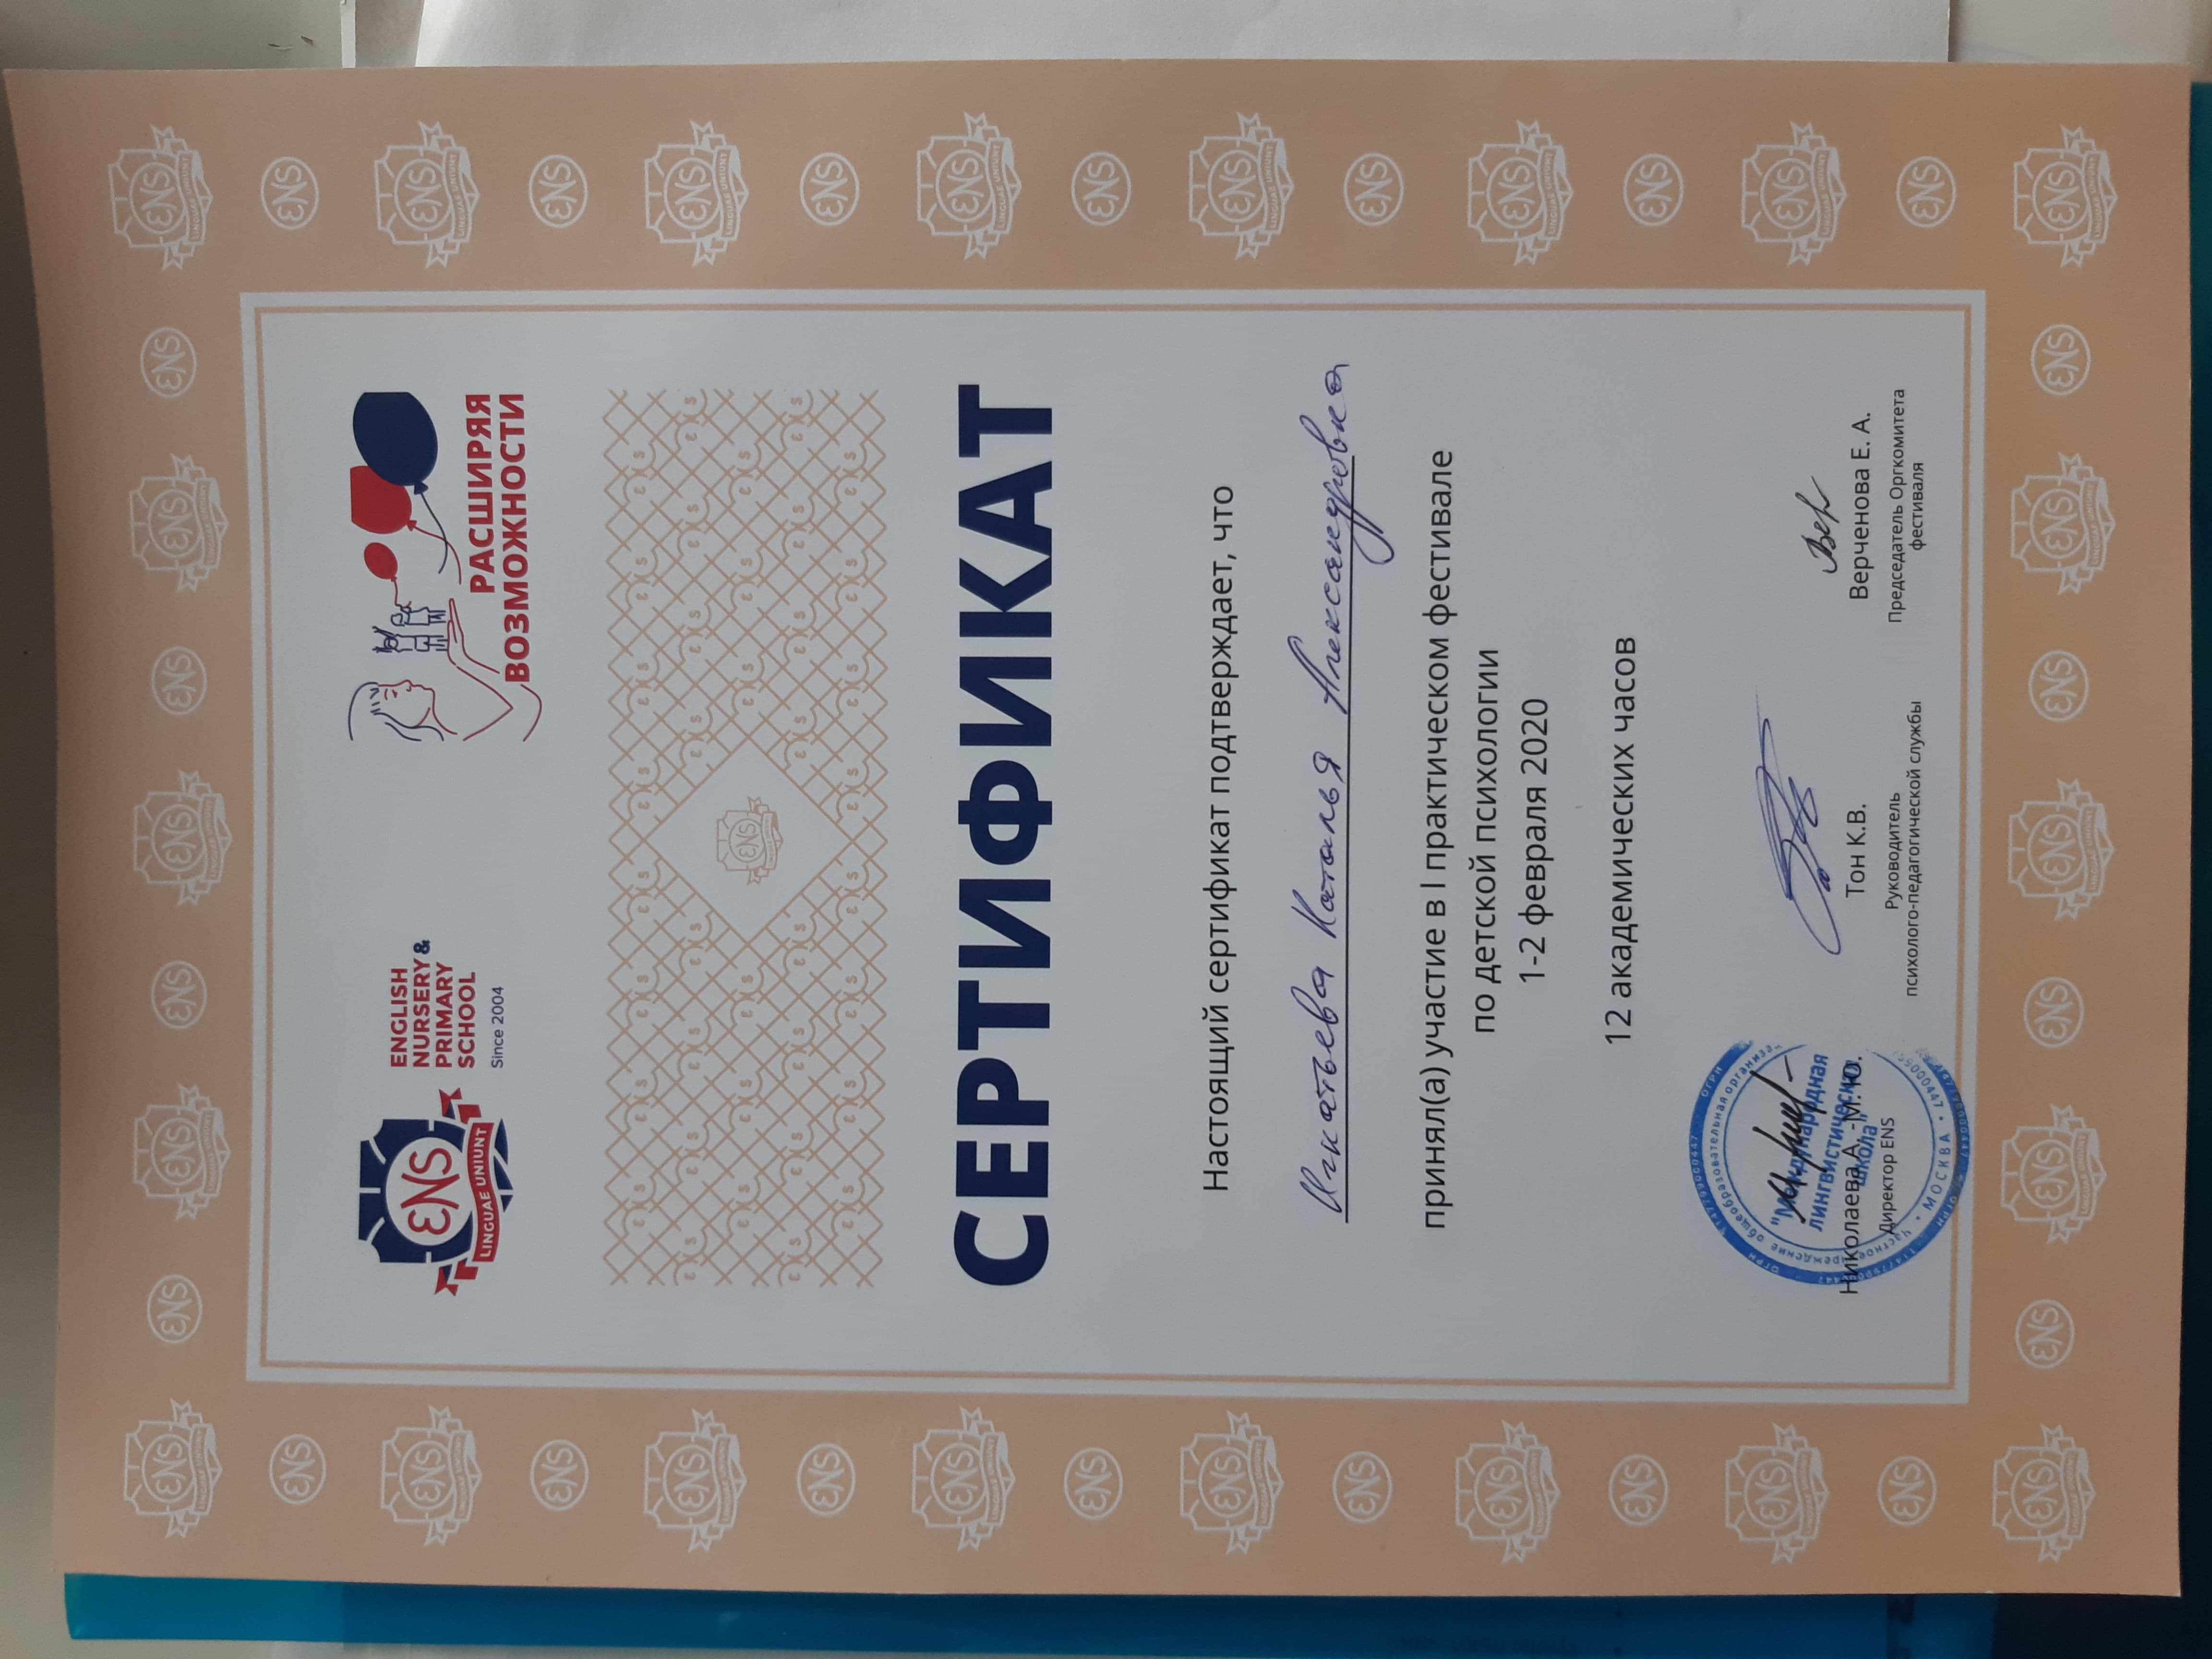 ENS
LINGUAE UNIUNT
ENGLISH
NURSERY &
PRIMARY
SCHOOL
Since 2004
РАСШИРЯЯ
ВОЗМОЖНОСТИ
СЕРТИФИКАТ
Настоящий сертификат подтверждает, что
Игнатьева Наталья Александровна
принял(а) участие в I практическом фестивале
по детской психологии
1-2 февраля 2020
12 академических часов
"Международная
лингвистическая
школа"
МОСКВА
Николаева А.-М.Ю.
Директор ENS
Тон К.В.
Руководитель
психолого-педагогической службы
Верченова Е. А.
Председатель Оргкомитета
фестиваля